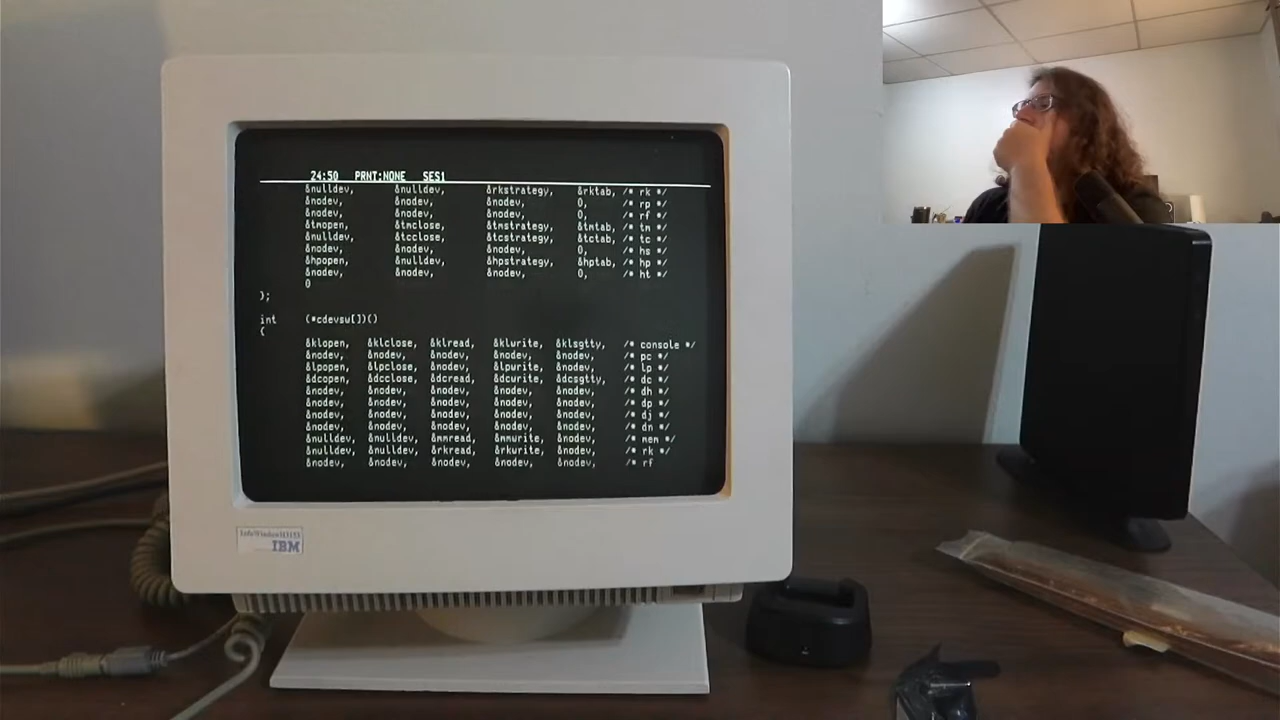 24:50 PRNT:NONE SES1
&nulldev, &nulldev, &rkstrategy, &rktab, /* rk */
&nodev, &nodev, &nodev, 0, /* rp */
&nodev, &nodev, &nodev, 0, /* rf */
&tmopen, &tmclose, &tmstrategy, &tmtab, /* tm */
&nulldev, &tcclose, &tcstrategy, &tctab, /* tc */
&nodev, &nodev, &nodev, 0, /* hs */
&hpopen, &nulldev, &hpstrategy, &hptab, /* hp */
&nodev, &nodev, &nodev, 0, /* ht */
0
};
int (*cdevsw[])()
{
&klopen, &klclose, &klread, &klwrite, &klsgtty, /* console */
&nodev, &nodev, &nodev, &nodev, &nodev, /* pc */
&lpopen, &lpclose, &nodev, &lpwrite, &nodev, /* lp */
&dcopen, &dcclose, &dcread, &dcwrite, &dcsgtty, /* dc */
&nodev, &nodev, &nodev, &nodev, &nodev, /* dh */
&nodev, &nodev, &nodev, &nodev, &nodev, /* dp */
&nodev, &nodev, &nodev, &nodev, &nodev, /* dj */
&nodev, &nodev, &nodev, &nodev, &nodev, /* dn */
&nulldev, &nulldev, &mmread, &mmwrite, &nodev, /* mem */
&nulldev, &nulldev, &rkread, &rkwrite, &nodev, /* rk */
&nodev, &nodev, &nodev, &nodev, &nodev, /* rf
IBM